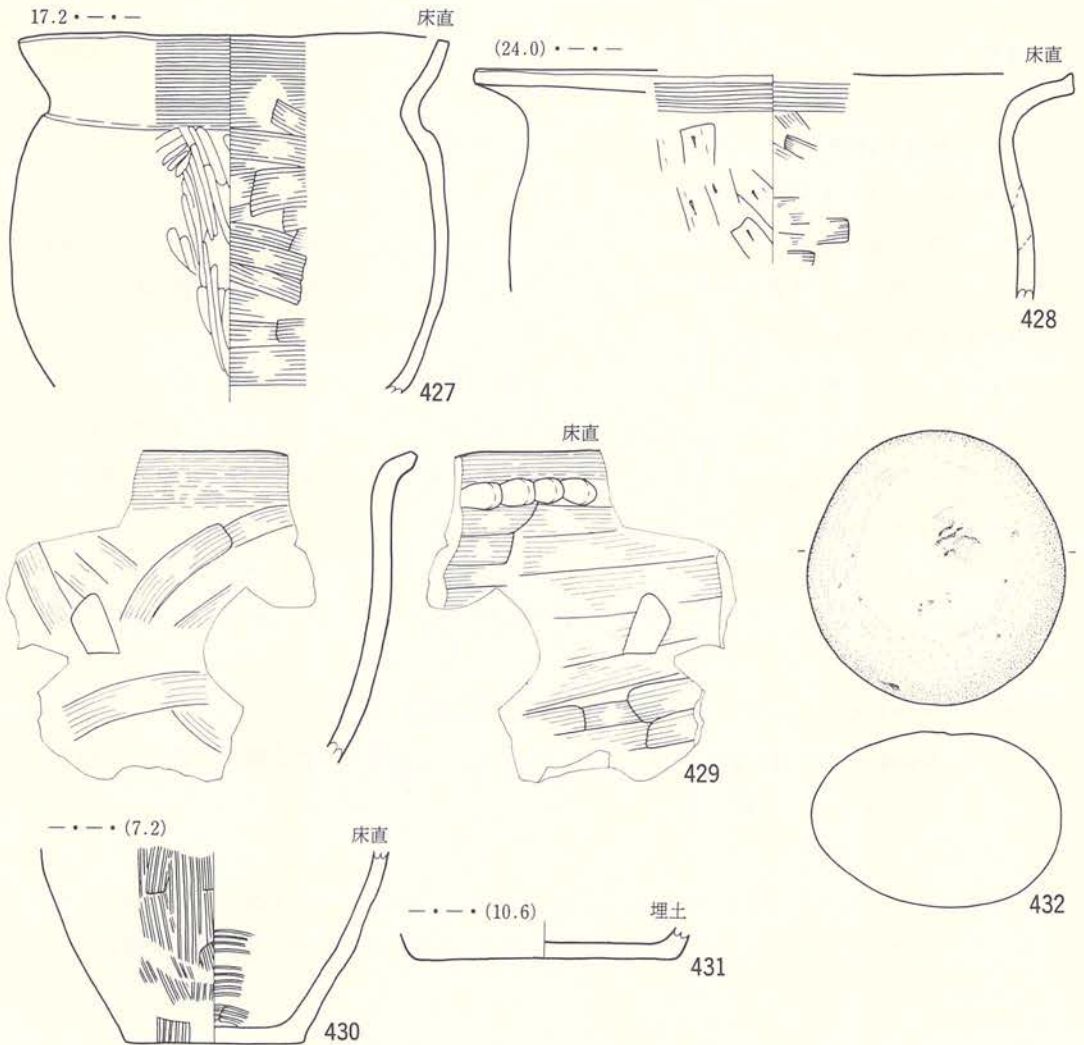 17.2・―・―
床直
427
(24.0)・―・―
床直
428
床直
429
432
―・―・(7.2)
床直
430
―・―・(10.6)
埋土
431